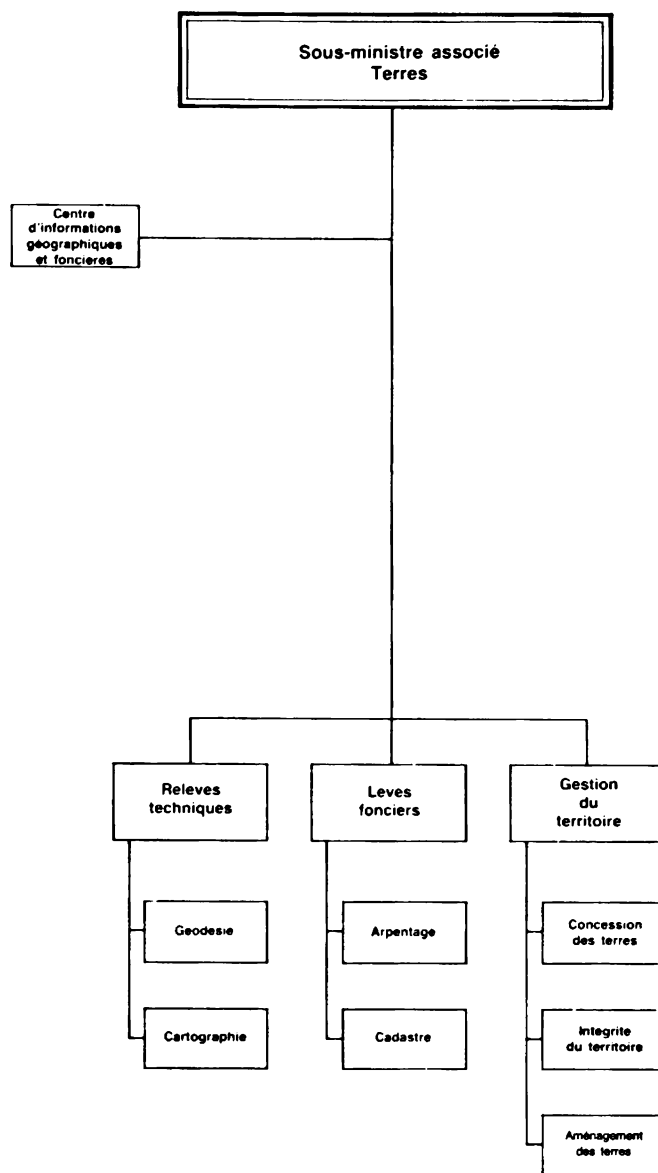 Sous-ministre associé
Terres
Centre
d'informations
géographiques
et foncieres
Releves
techniques
Leves
fonciers
Gestion
du
territoire
Geodesie
Arpentage
Concession
des terres
Cartographie
Cadastre
Integrite
du territoire
Aménagement
des terres